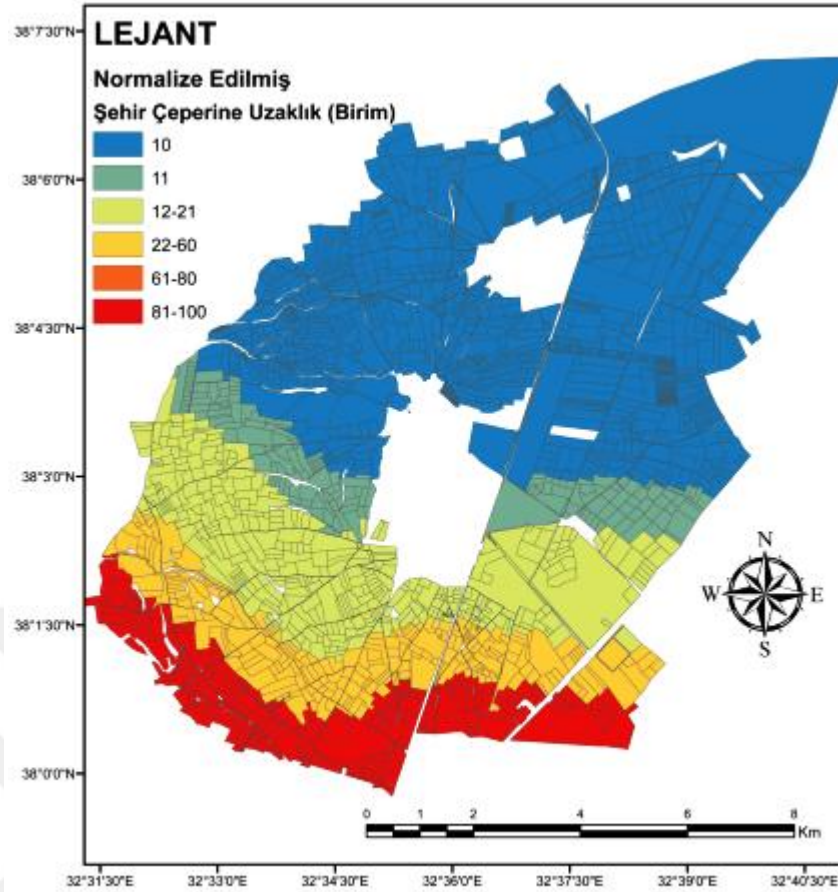 LEJANT
Normalize Edilmiş
Şehir Çeperine Uzaklık (Birim)
10
11
12-21
22-60
61-80
81-100
38°7'30"N
38°6'0"N
38°4'30"N
38°3'0"N
38°1'30"N
38°0'0"N
N
W E
S
0 1 2 4 6 8
Km
32°31'30"E 32°33'0"E 32°34'30"E 32°36'0"E 32°37'30"E 32°39'0"E 32°40'30"E